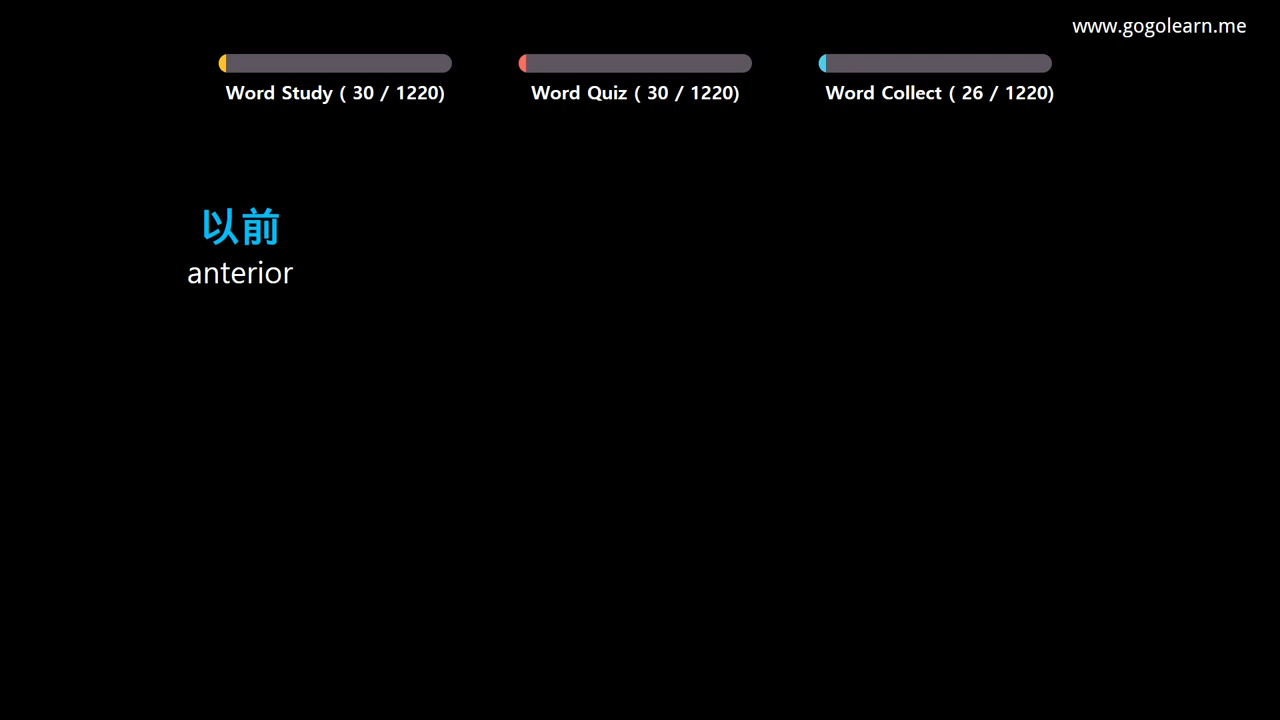 www.gogolearn.me
Word Study ( 30 / 1220)
Word Quiz ( 30 / 1220)
Word Collect ( 26 / 1220)
以前
anterior